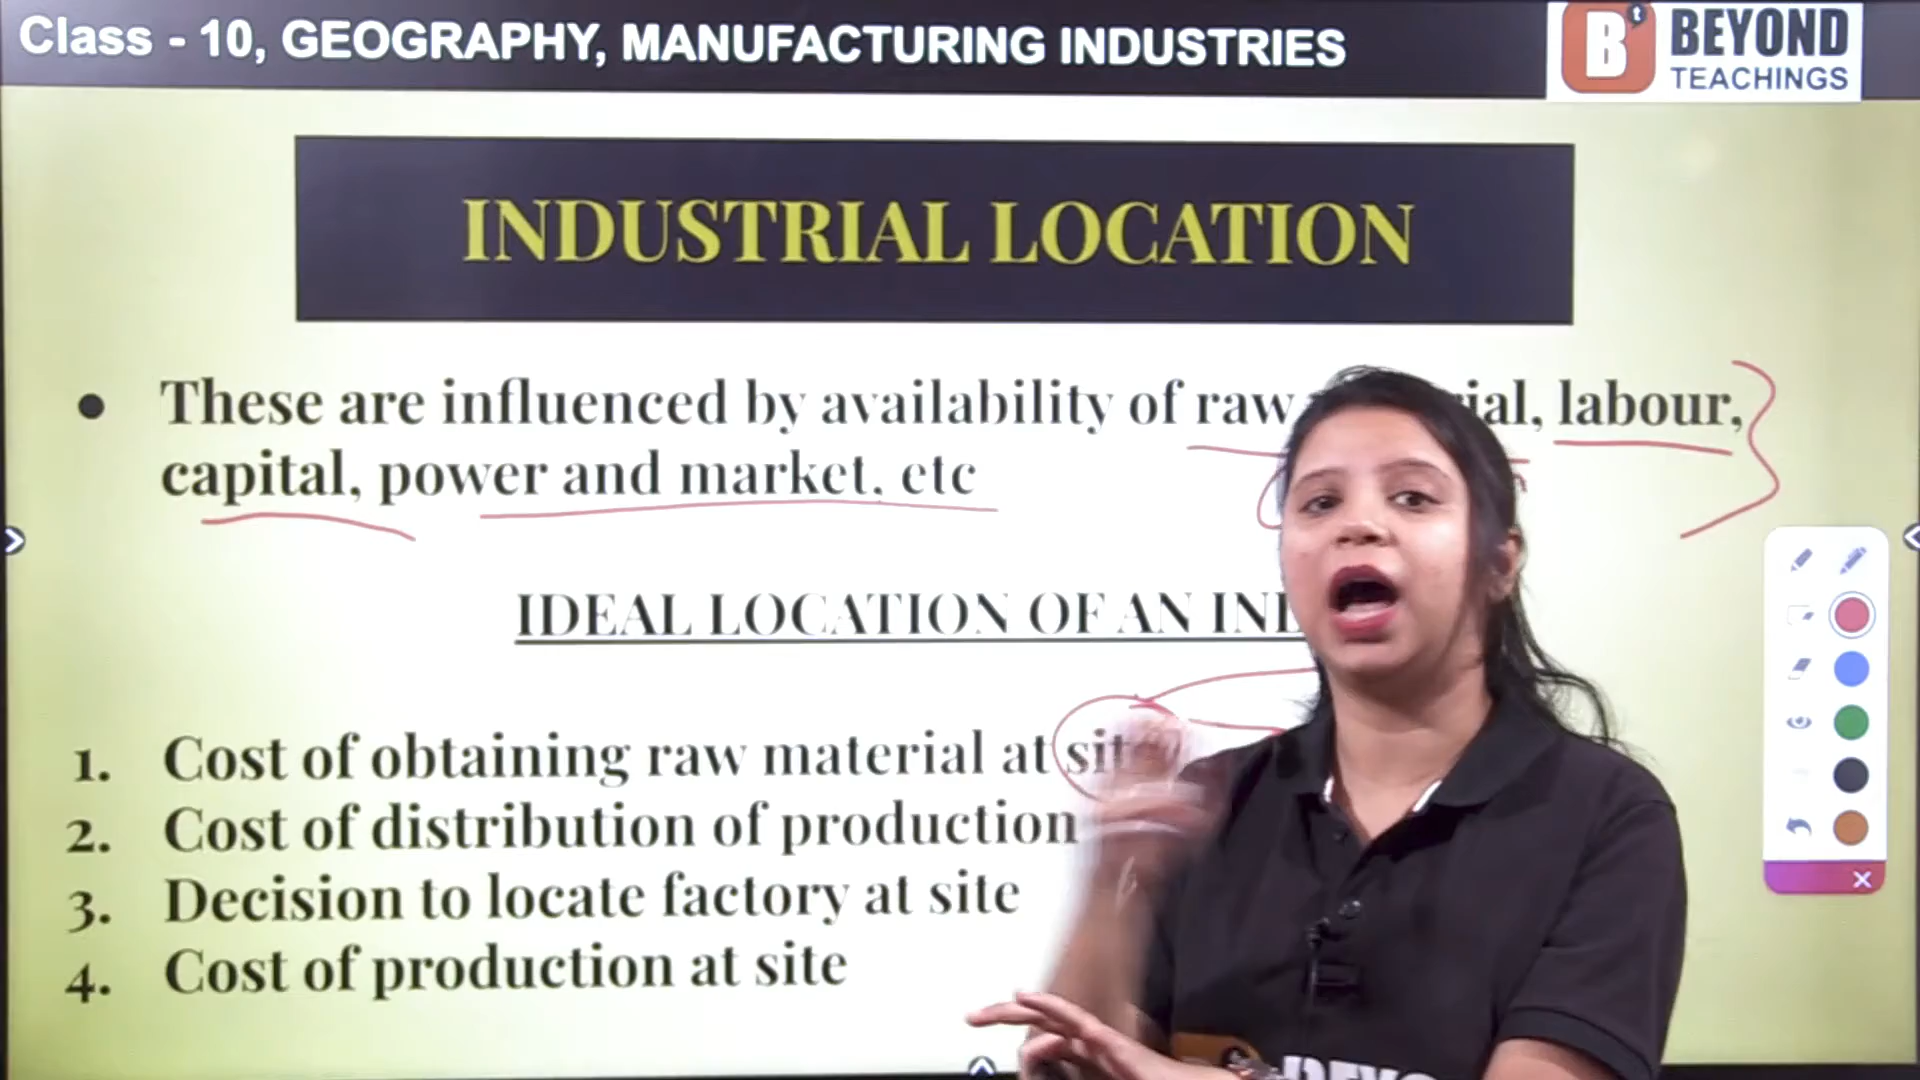 Class - 10, GEOGRAPHY, MANUFACTURING INDUSTRIES
Bt BEYOND
TEACHINGS
INDUSTRIAL LOCATION
• These are influenced by availability of raw labour,
capital, power and market, etc
IDEAL LOCATION OF AN
1. Cost of obtaining raw material at
2. Cost of distribution of production
3. Decision to locate factory at site
4. Cost of production at site